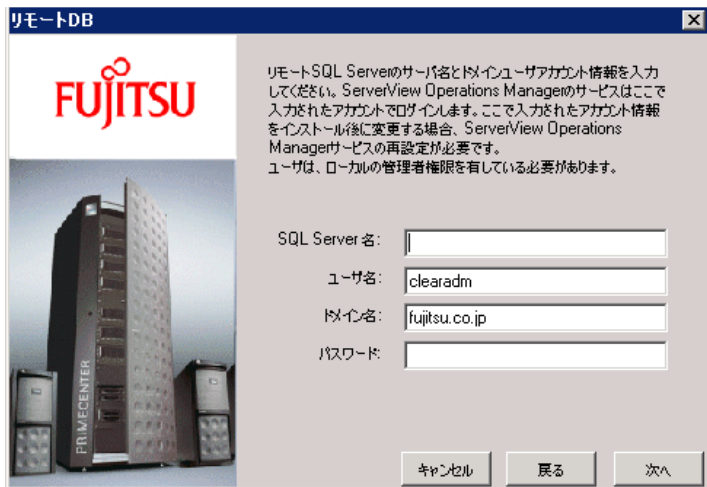 リモートDB
FUJITSU
リモートSQL Serverのサーバ名とドメインユーザアカウント情報を入力
してください。ServerView Operations Managerのサービスはここで
入力されたアカウントでログインします。ここで入力されたアカウント情報
をインストール後に変更する場合、ServerView Operations
Managerサービスの再設定が必要です。
ユーザは、ローカルの管理者権限を有している必要があります。
SQL Server 名:
ユーザ名: clearadm
ドメイン名: fujitsu.co.jp
パスワード:
PRIMECENTER
キャンセル 戻る 次へ